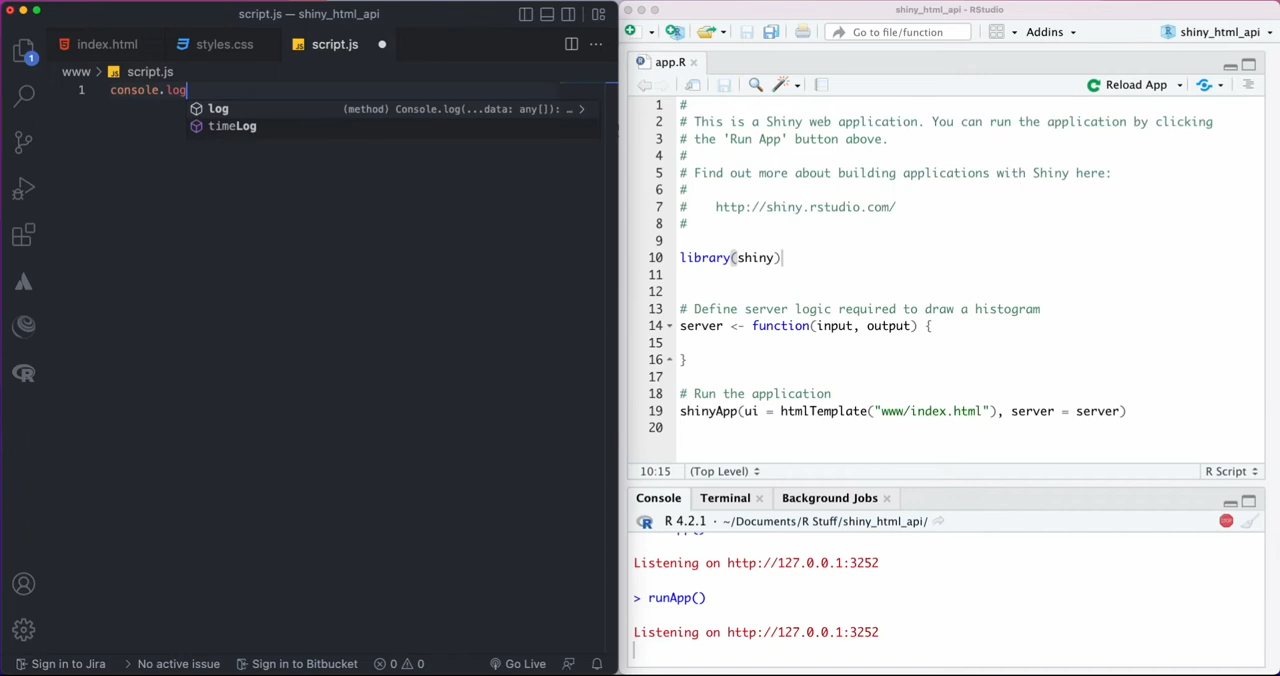 script.js — shiny_html_api
index.html
styles.css
script.js
www > script.js
1 console.log
log (method) Console.log(...data: any[]): …
timeLog
1
Sign in to Jira
No active issue
Sign in to Bitbucket
0 0
Go Live
shiny_html_api - RStudio
Go to file/function
Addins
shiny_html_api
app.R
Reload App
1 #
2 # This is a Shiny web application. You can run the application by clicking
3 # the 'Run App' button above.
4 #
5 # Find out more about building applications with Shiny here:
6 #
7 # http://shiny.rstudio.com/
8 #
9
10 library(shiny)
11
12
13 # Define server logic required to draw a histogram
14 server <- function(input, output) {
15
16 }
17
18 # Run the application
19 shinyApp(ui = htmlTemplate("www/index.html"), server = server)
20
10:15 (Top Level) R Script
Console Terminal Background Jobs
R 4.2.1 · ~/Documents/R Stuff/shiny_html_api/
Listening on http://127.0.0.1:3252
> runApp()
Listening on http://127.0.0.1:3252